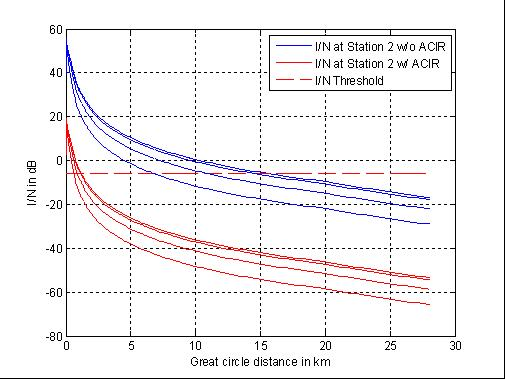 60
40
20
0
-20
-40
-60
-80
I/N in dB
I/N at Station 2 w/o ACIR
I/N at Station 2 w/ ACIR
I/N Threshold
0 5 10 15 20 25 30
Great circle distance in km